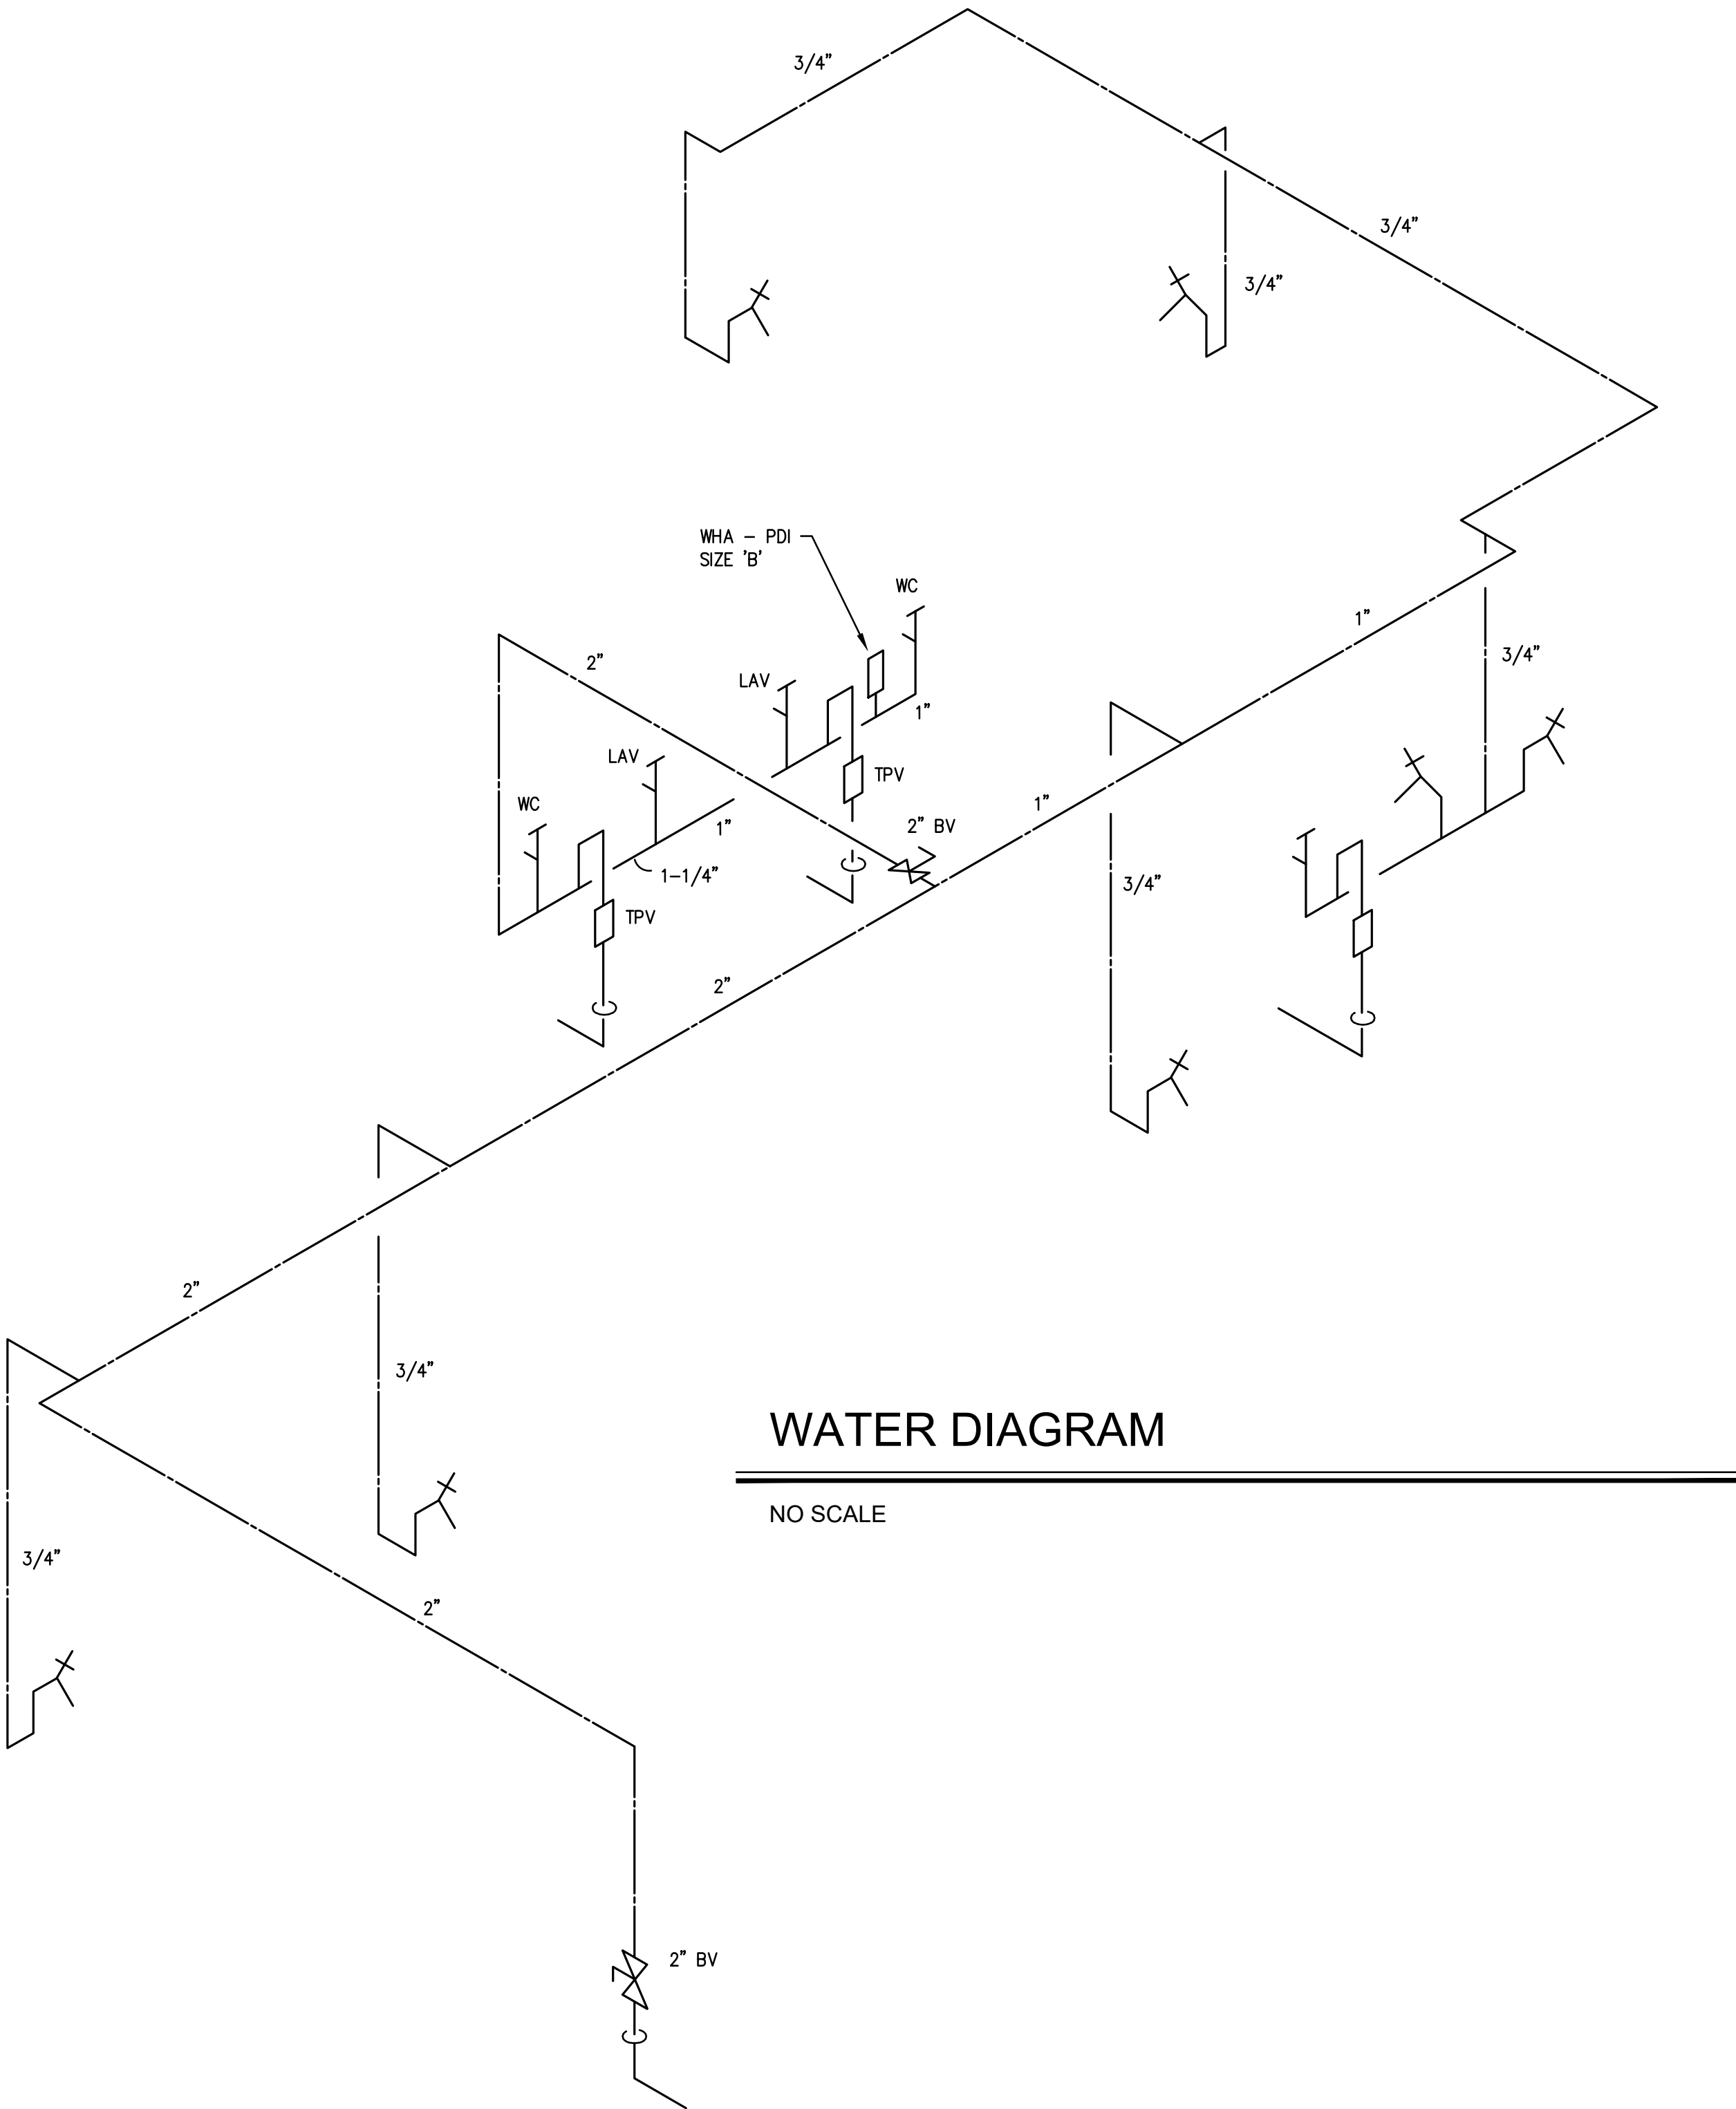 3/4"
3/4"
3/4"
WHA - PDI
SIZE 'B'
WC
1"
3/4"
2"
LAV
1"
LAV
TPV
WC
1"
1"
2" BV
1-1/4"
3/4"
TPV
2"
2"
3/4"
WATER DIAGRAM
NO SCALE
3/4"
2"
2" BV